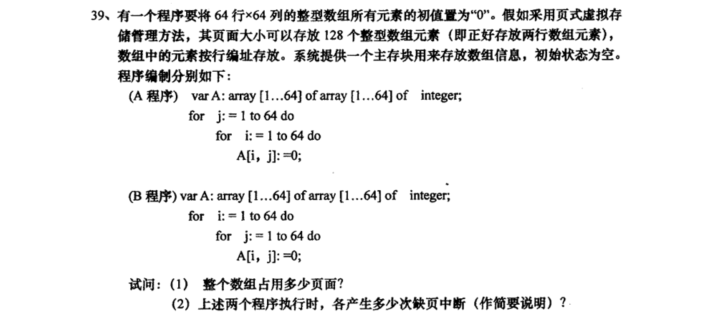 39、有一个程序要将 64 行×64 列的整型数组所有元素的初值置为“0”。假如采用页式虚拟存
储管理方法，其页面大小可以存放 128 个整型数组元素（即正好存放两行数组元素），
数组中的元素按行编址存放。系统提供一个主存块用来存放数组信息，初始状态为空。
程序编制分别如下：
(A 程序) var A: array [1…64] of array [1…64] of integer;
for j: = 1 to 64 do
for i: = 1 to 64 do
A[i，j]: =0;
(B 程序) var A: array [1…64] of array [1…64] of integer;
for i: = 1 to 64 do
for j: = 1 to 64 do
A[i，j]: =0;
试问：(1) 整个数组占用多少页面？
(2) 上述两个程序执行时，各产生多少次缺页中断（作简要说明）？